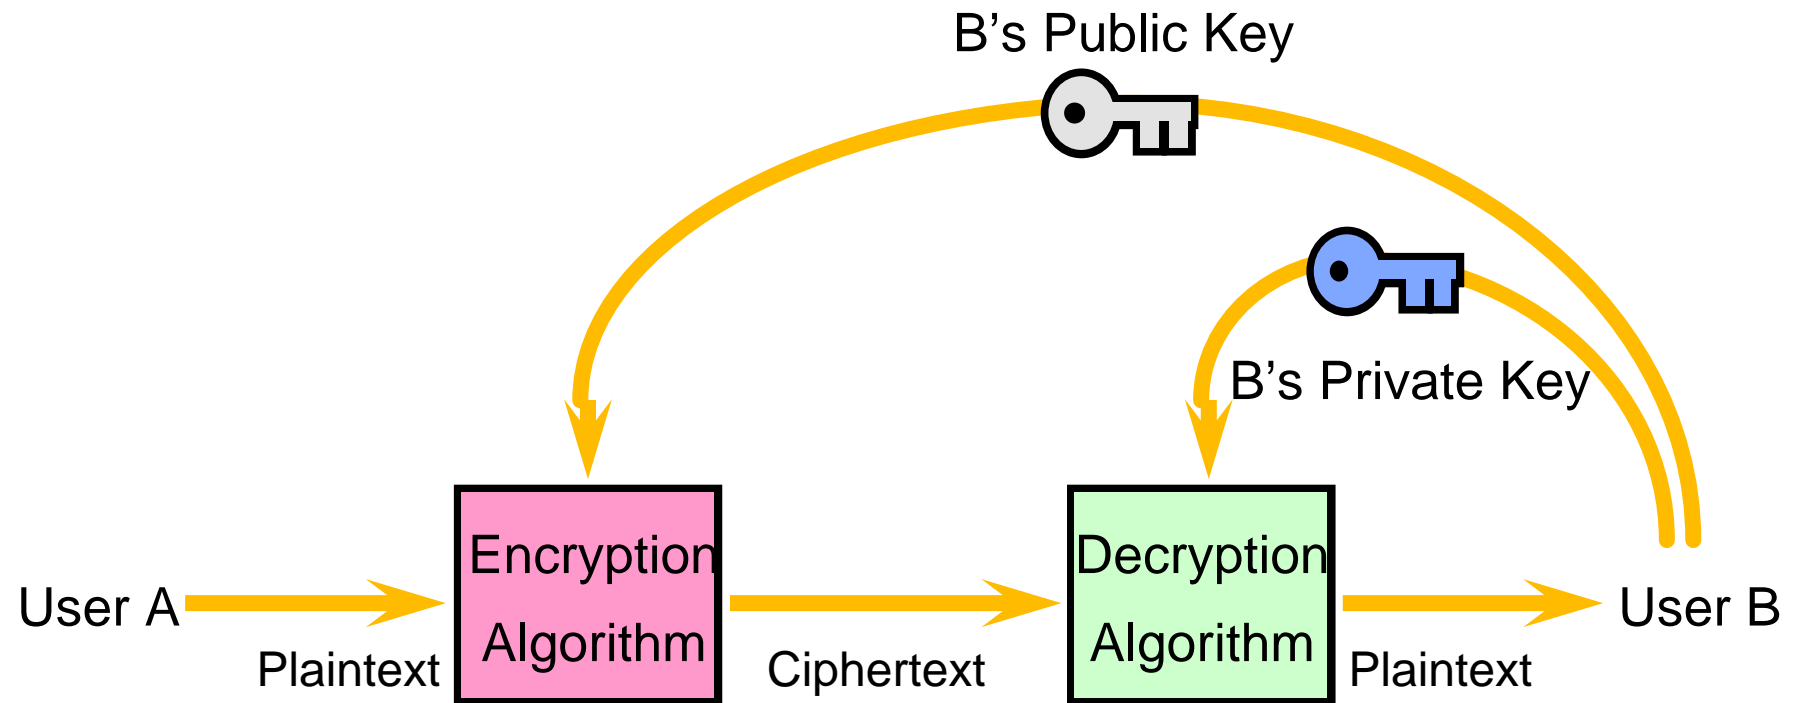 B’s Public Key
B’s Private Key
Encryption
Algorithm
Decryption
Algorithm
User A
User B
Plaintext
Ciphertext
Plaintext